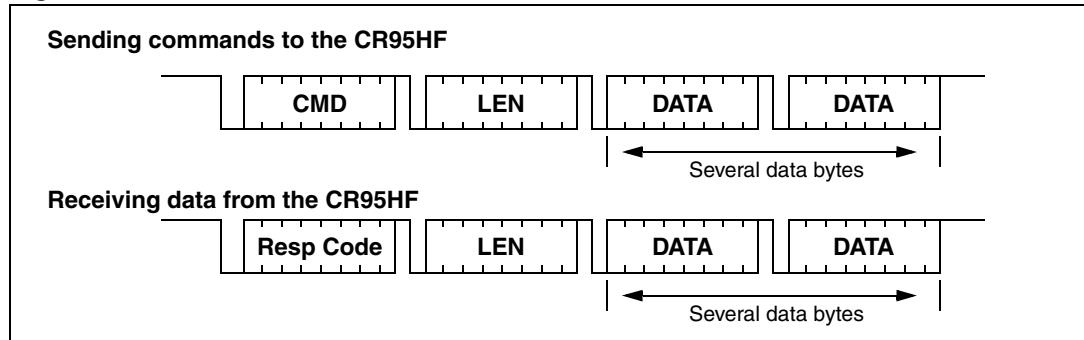 Sending commands to the CR95HF
CMD LEN DATA DATA
Several data bytes
Receiving data from the CR95HF
Resp Code LEN DATA DATA
Several data bytes